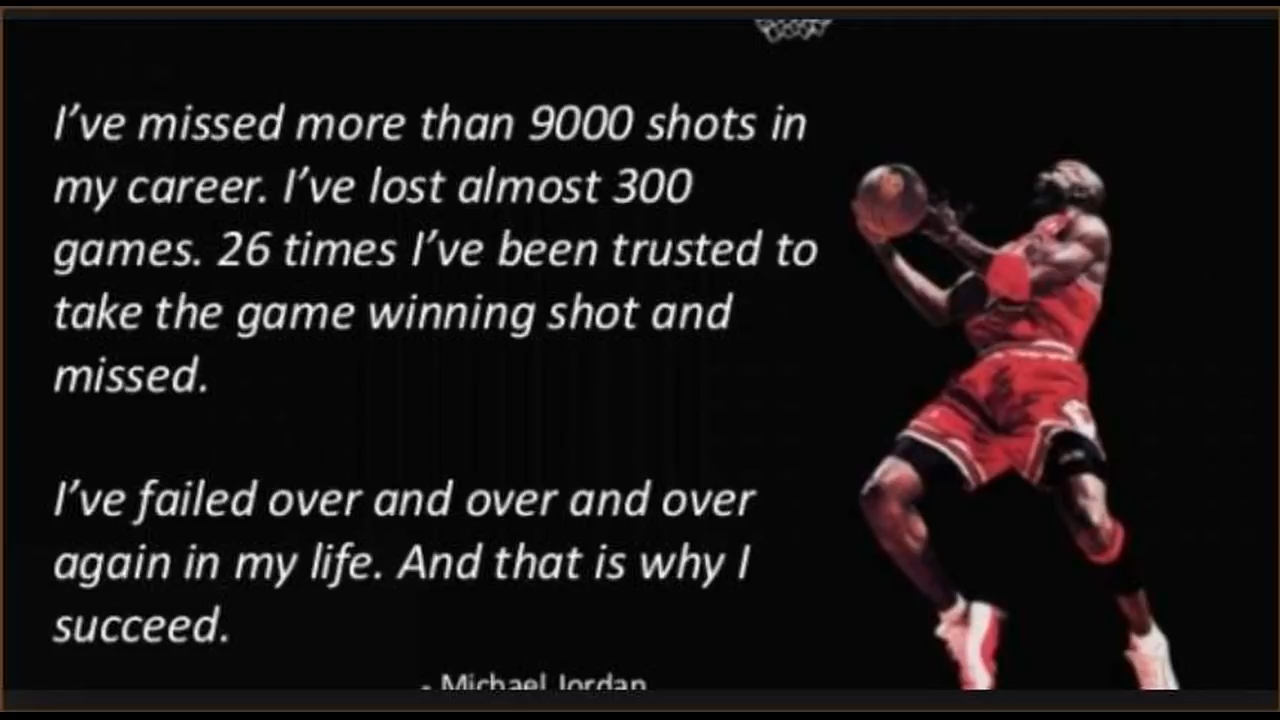 I’ve missed more than 9000 shots in
my career. I’ve lost almost 300
games. 26 times I’ve been trusted to
take the game winning shot and
missed.
I’ve failed over and over and over
again in my life. And that is why I
succeed.
- Michael Jordan